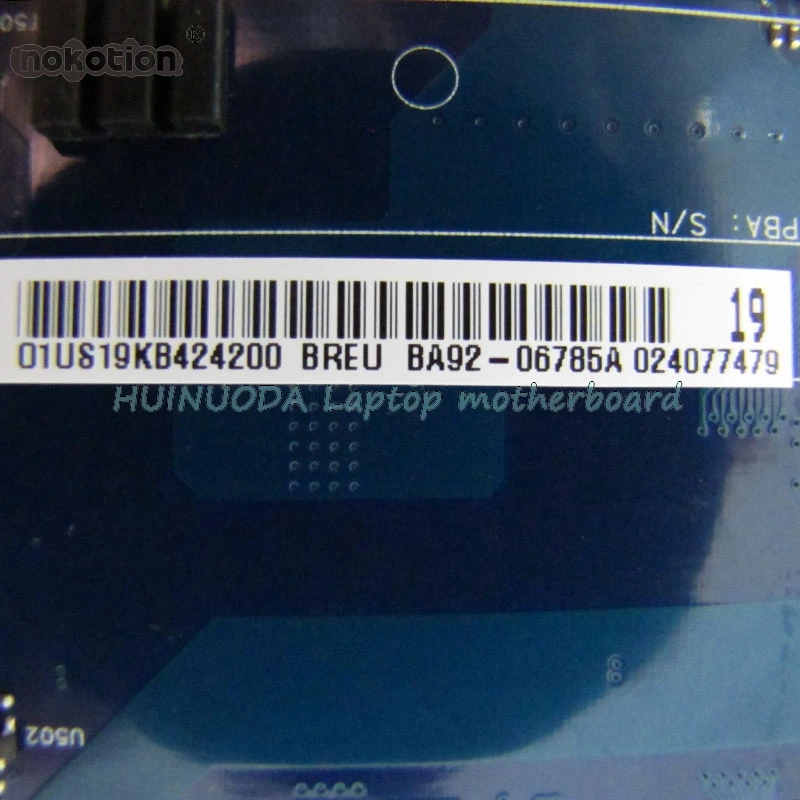 nokotion®
PBA: S/N
19
01US19KB424200 BREU BA92-06785A 024077479
HUINUODA Laptop motherboard
U502